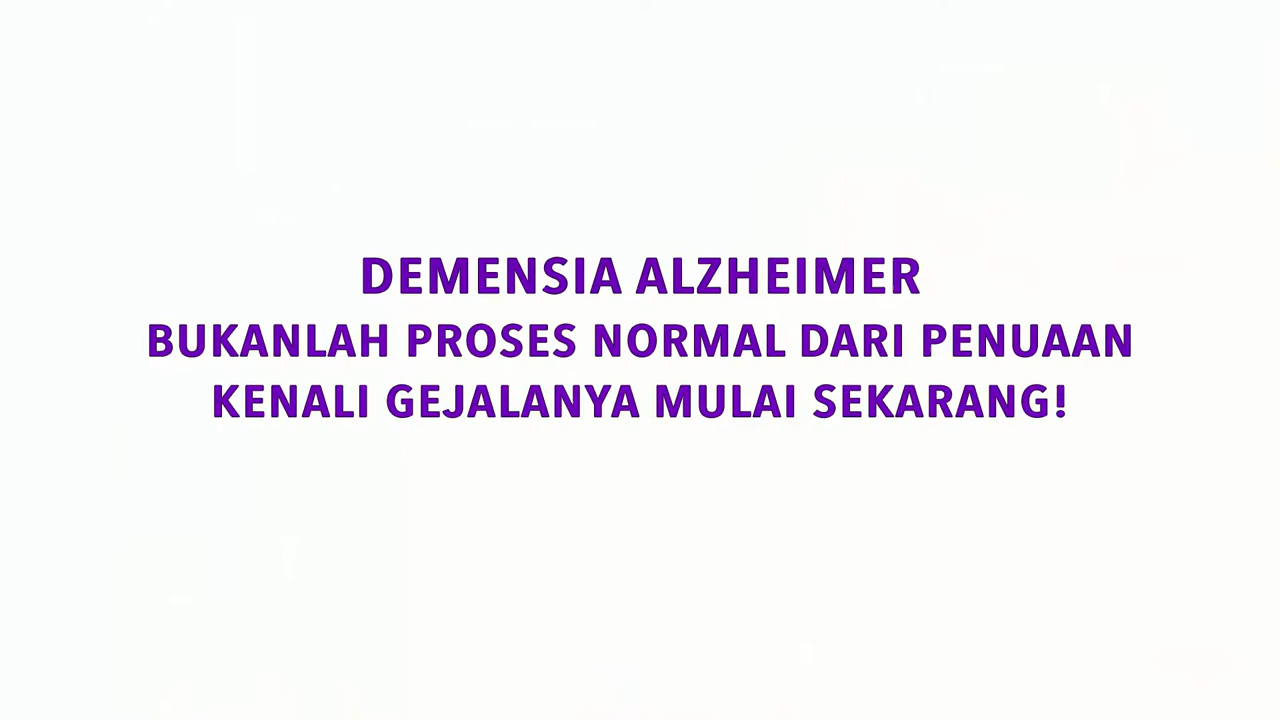 DEMENSIA ALZHEIMER
BUKANLAH PROSES NORMAL DARI PENUAAN
KENALI GEJALANYA MULAI SEKARANG!